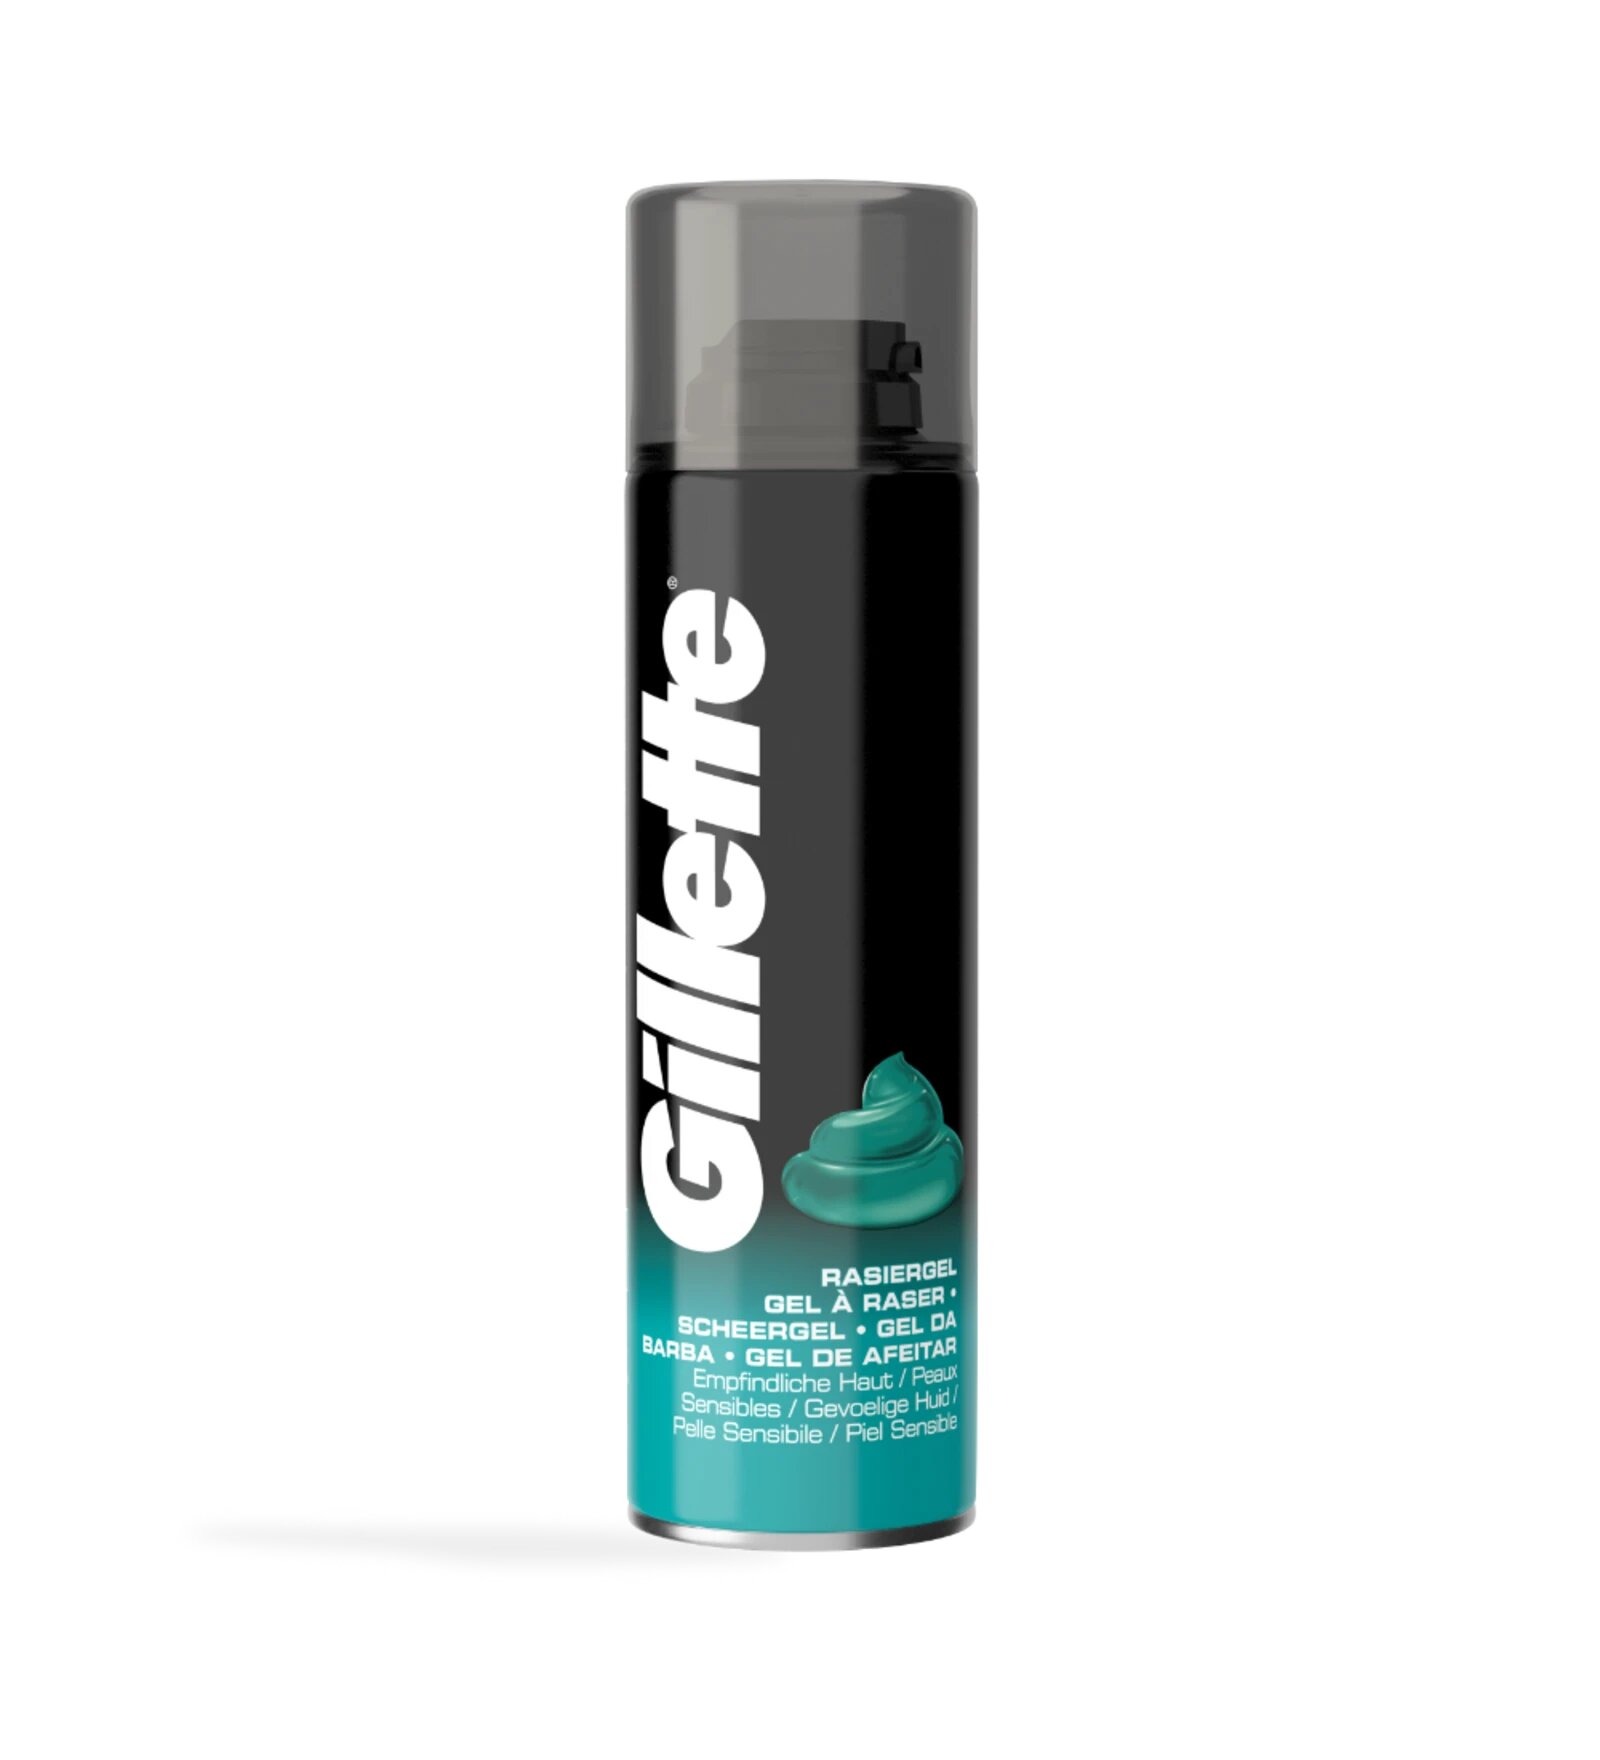 Gillette®
RASIERGEL
GEL À RASER •
SCHEERGEL • GEL DA
BARBA • GEL DE AFEITAR
Empfindliche Haut / Peaux
Sensibles / Gevoelige Huid /
Pelle Sensibile / Piel Sensible